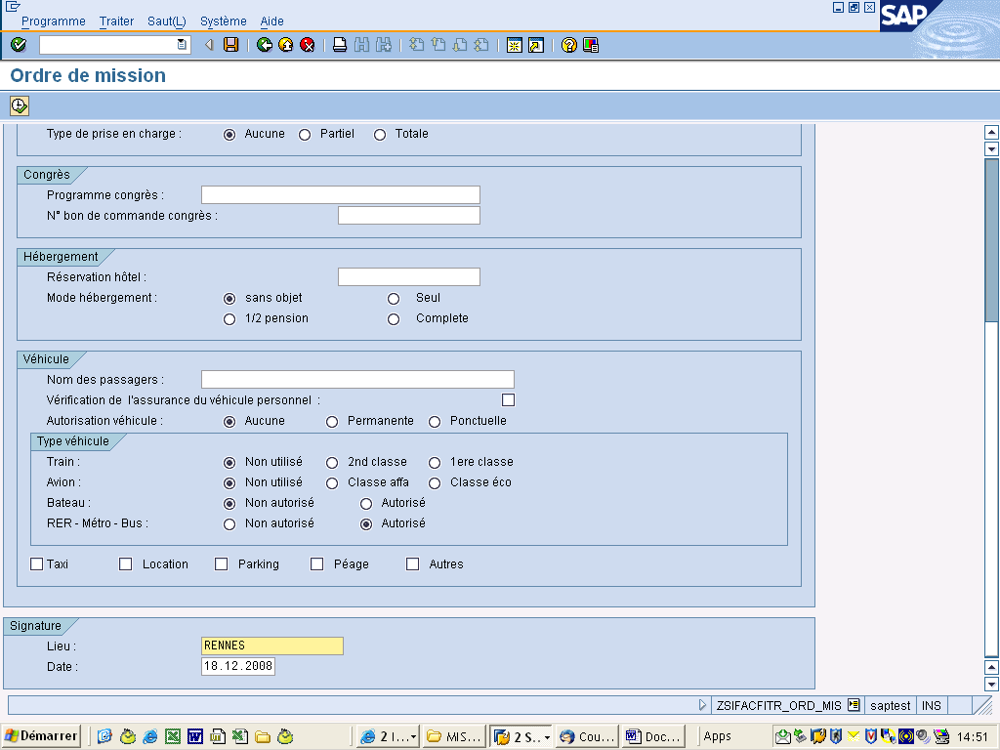 Programme Traiter Saut(L) Système Aide
SAP
Ordre de mission
Type de prise en charge : Aucune Partiel Totale
Congrès
Programme congrès :
N° bon de commande congrès :
Hébergement
Réservation hôtel :
Mode hébergement : sans objet Seul
1/2 pension Complete
Véhicule
Nom des passagers :
Vérification de l'assurance du véhicule personnel :
Autorisation véhicule : Aucune Permanente Ponctuelle
Type véhicule
Train : Non utilisé 2nd classe 1ere classe
Avion : Non utilisé Classe affa Classe éco
Bateau : Non autorisé Autorisé
RER - Métro - Bus : Non autorisé Autorisé
Taxi Location Parking Péage Autres
Signature
Lieu : RENNES
Date : 18.12.2008
ZSIFACFITR_ORD_MIS saptest INS
Démarrer 2 I... MIS... 2 S.. Cou... Doc... Apps 14:51